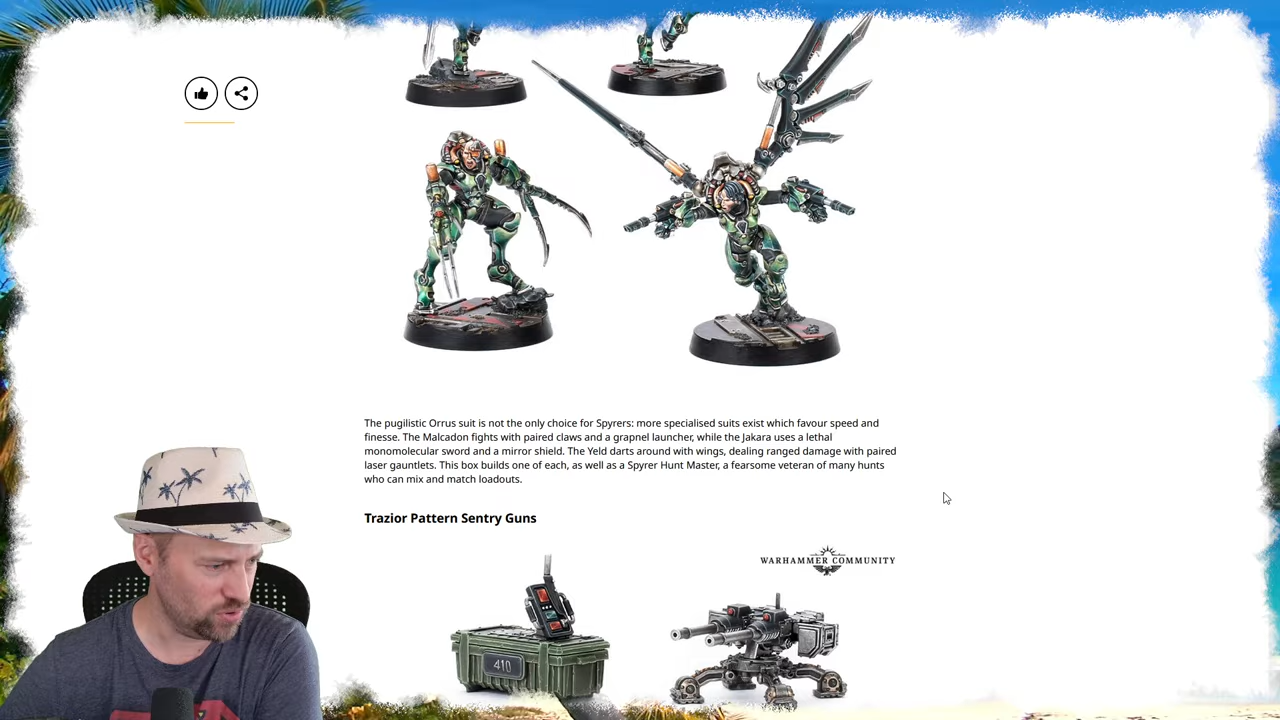 The pugilistic Orrus suit is not the only choice for Spyrers: more specialised suits exist which favour speed and
finesse. The Malcadon fights with paired claws and a grapnel launcher, while the Jakara uses a lethal
monomolecular sword and a mirror shield. The Yeld darts around with wings, dealing ranged damage with paired
laser gauntlets. This box builds one of each, as well as a Spyrer Hunt Master, a fearsome veteran of many hunts
who can mix and match loadouts.
Trazior Pattern Sentry Guns
WARHAMMER COMMUNITY
410